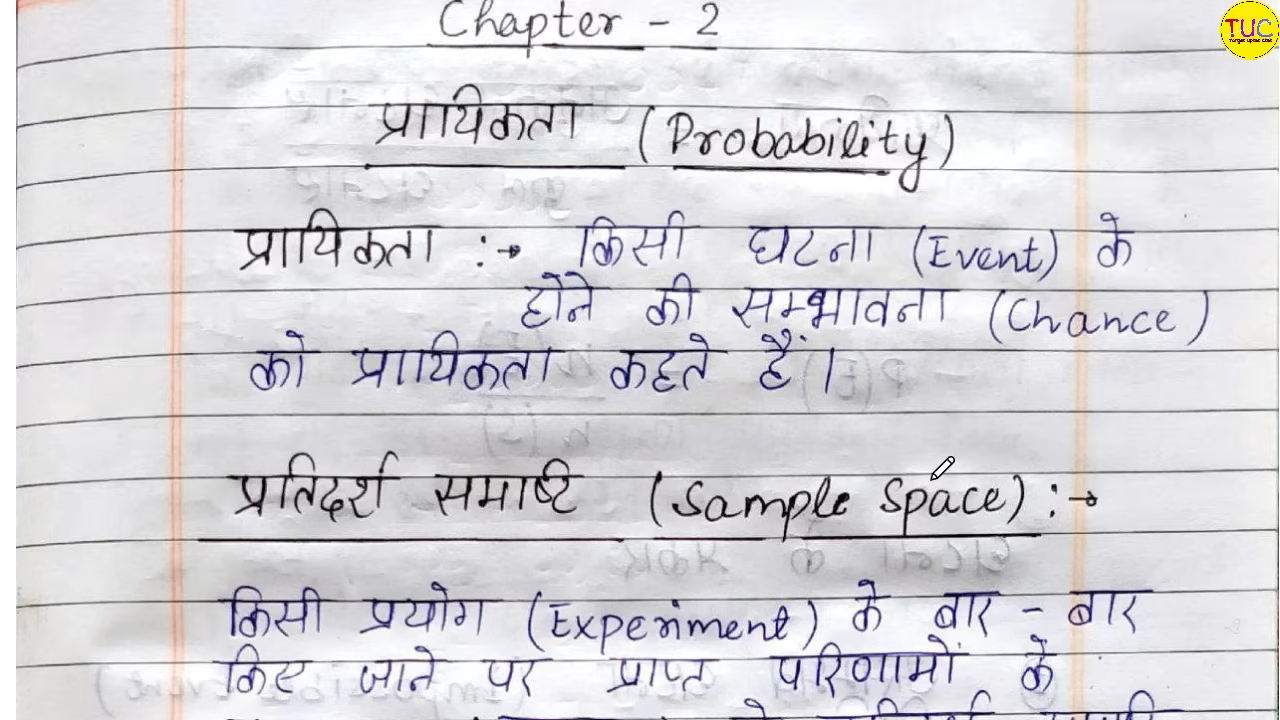 TUC
Chapter - 2
प्रायिकता (Probability)
प्रायिकता :→ किसी घटना (Event) के
होने की सम्भावना (Chance)
को प्रायिकता कहते हैं।
प्रतिदर्श समाष्टि (Sample Space) :→
किसी प्रयोग (Experiment) के बार - बार
किए जाने पर प्राप्त परिणामों के